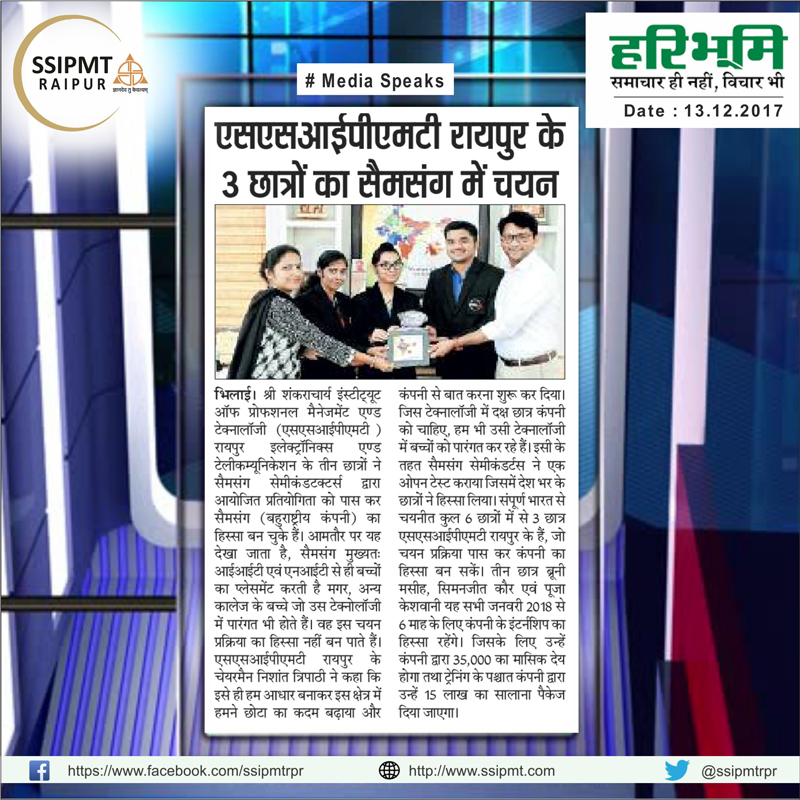 SSIPMT
RAIPUR
ज्ञानादेव तु कैवल्यम्
# Media Speaks
हरिभूमि
समाचार ही नहीं, विचार भी
Date : 13.12.2017
एसएसआईपीएमटी रायपुर के
3 छात्रों का सैमसंग में चयन
भिलाई। श्री शंकराचार्य इंस्टीट्यूट
ऑफ प्रोफशनल मैनेजमेंट एण्ड
टेक्नालॉजी (एसएसआईपीएमटी )
रायपुर इलेक्ट्रॉनिक्स एण्ड
टेलीकम्यूनिकेशन के तीन छात्रों ने
सैमसंग सेमीकंडटक्टर्स द्वारा
आयोजित प्रतियोगिता को पास कर
सैमसंग (बहुराष्ट्रीय कंपनी) का
हिस्सा बन चुके हैं। आमतौर पर यह
देखा जाता है, सैमसंग मुख्यतः
आईआईटी एवं एनआईटी से ही बच्चों
का प्लेसमेंट करती है मगर, अन्य
कालेज के बच्चे जो उस टेक्नोलॉजी
में पारंगत भी होते हैं। वह इस चयन
प्रक्रिया का हिस्सा नहीं बन पाते हैं।
एसएसआईपीएमटी रायपुर के
चेयरमैन निशांत त्रिपाठी ने कहा कि
इसे ही हम आधार बनाकर इस क्षेत्र में
हमने छोटा का कदम बढ़ाया और
कंपनी से बात करना शुरू कर दिया।
जिस टेक्नालॉजी में दक्ष छात्र कंपनी
को चाहिए, हम भी उसी टेक्नालॉजी
में बच्चों को पारंगत कर रहे हैं। इसी के
तहत सैमसंग सेमीकंडर्टस ने एक
ओपन टेस्ट कराया जिसमें देश भर के
छात्रों ने हिस्सा लिया। संपूर्ण भारत से
चयनीत कुल 6 छात्रों में से 3 छात्र
एसएसआईपीएमटी रायपुर के हैं, जो
चयन प्रक्रिया पास कर कंपनी का
हिस्सा बन सकें। तीन छात्र ब्रूनी
मसीह, सिमनजीत कौर एवं पूजा
केशवानी यह सभी जनवरी 2018 से
6 माह के लिए कंपनी के इंटर्नशिप का
हिस्सा रहेंगे। जिसके लिए उन्हें
कंपनी द्वारा 35,000 का मासिक देय
होगा तथा ट्रेनिंग के पश्चात कंपनी द्वारा
उन्हें 15 लाख का सालाना पैकेज
दिया जाएगा।
https://www.facebook.com/ssipmtrpr
http://www.ssipmt.com
@ssipmtrpr